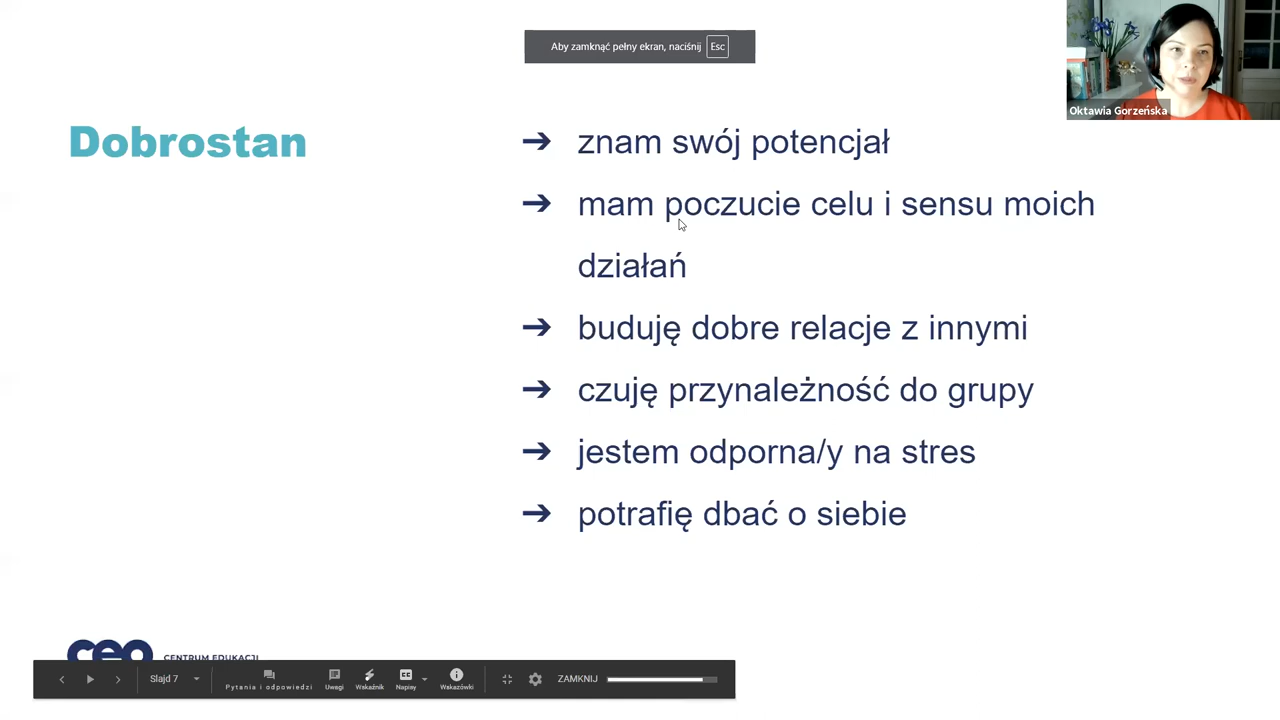 Aby zamknąć pełny ekran, naciśnij Esc
Oktawia Gorzeńska
Dobrostan
➔ znam swój potencjał
➔ mam poczucie celu i sensu moich
działań
➔ buduję dobre relacje z innymi
➔ czuję przynależność do grupy
➔ jestem odporna/y na stres
➔ potrafię dbać o siebie
ceo CENTRUM EDUKACJI
Slajd 7
Pytania i odpowiedzi
Uwagi
Wskaźnik
Napisy
Wskazówki
ZAMKNIJ